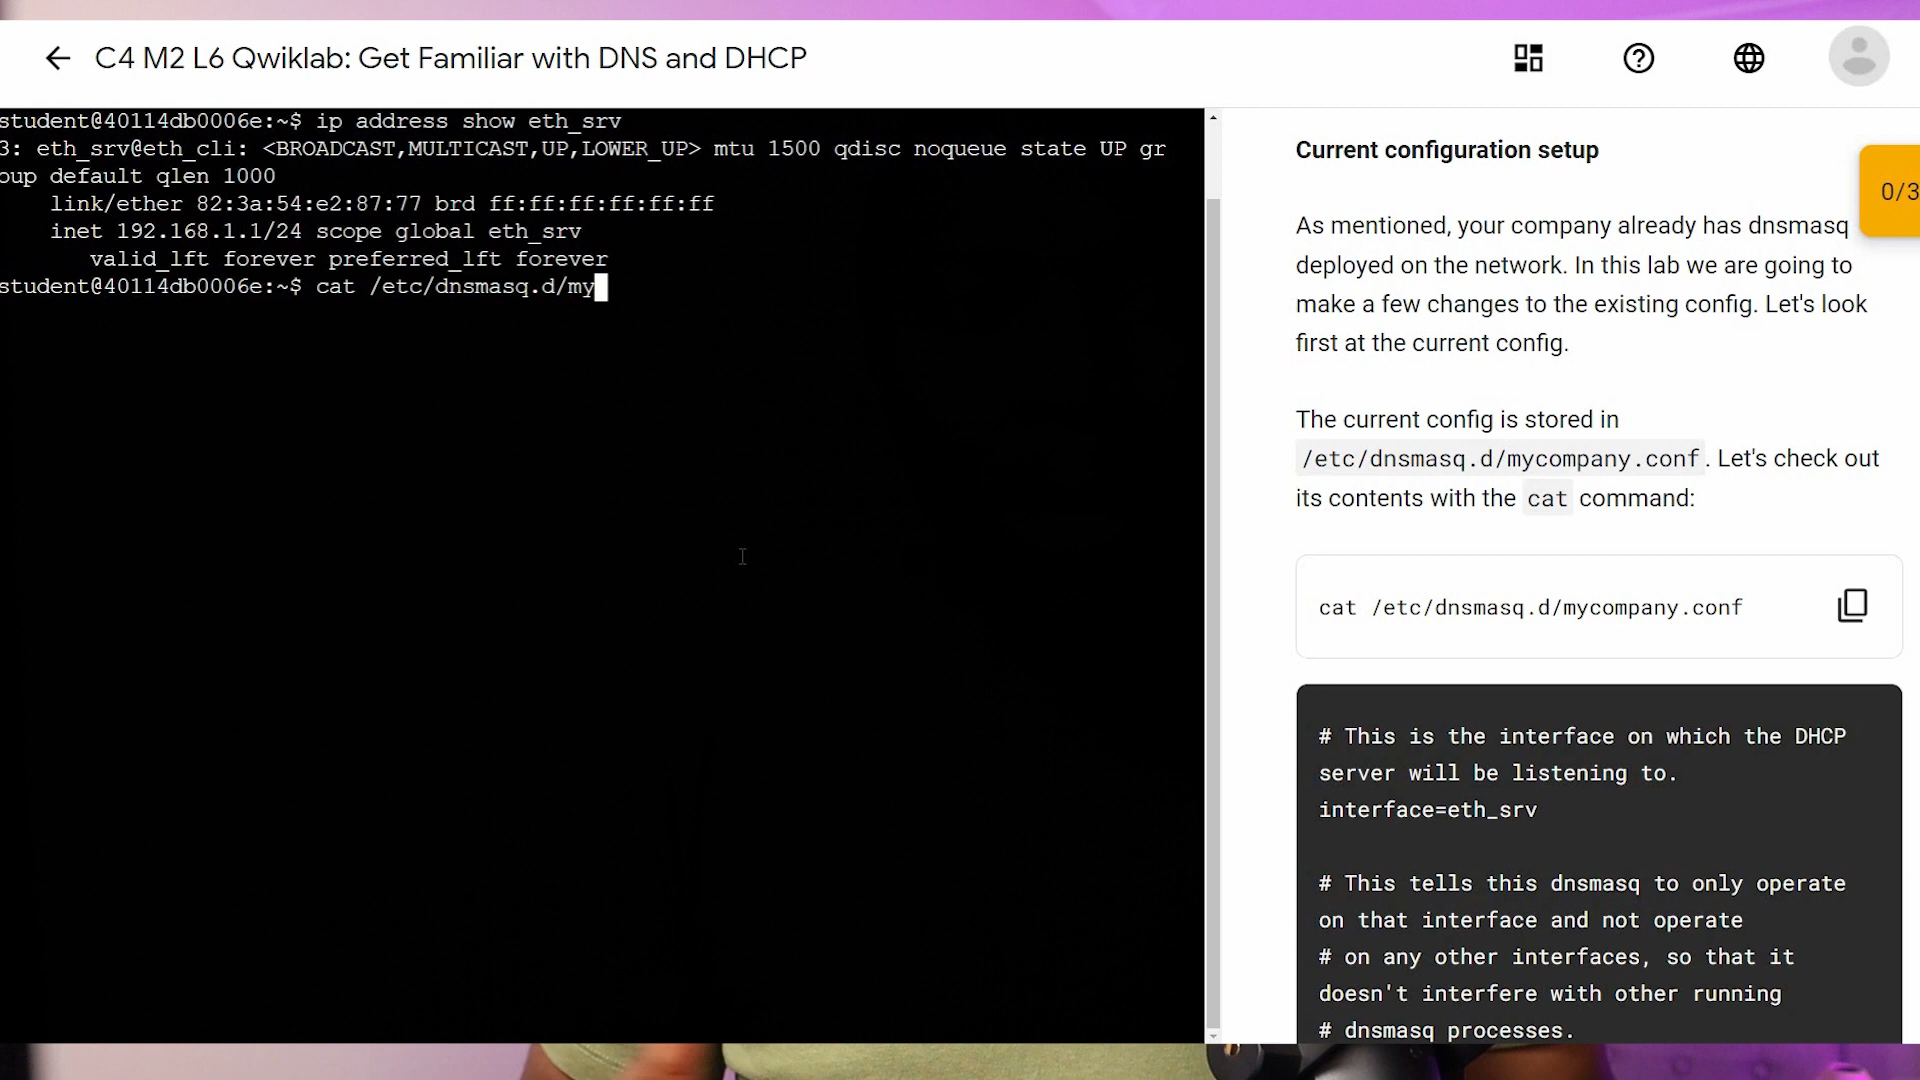 C4 M2 L6 Qwiklab: Get Familiar with DNS and DHCP
student@40114db0006e:~$ ip address show eth_srv
3: eth_srv@eth_cli: <BROADCAST,MULTICAST,UP,LOWER_UP> mtu 1500 qdisc noqueue state UP gr
oup default qlen 1000
link/ether 82:3a:54:e2:87:77 brd ff:ff:ff:ff:ff:ff
inet 192.168.1.1/24 scope global eth_srv
valid_lft forever preferred_lft forever
student@40114db0006e:~$ cat /etc/dnsmasq.d/my
Current configuration setup
0/3
As mentioned, your company already has dnsmasq
deployed on the network. In this lab we are going to
make a few changes to the existing config. Let's look
first at the current config.
The current config is stored in
/etc/dnsmasq.d/mycompany.conf. Let's check out
its contents with the cat command:
cat /etc/dnsmasq.d/mycompany.conf
# This is the interface on which the DHCP
server will be listening to.
interface=eth_srv
# This tells this dnsmasq to only operate
on that interface and not operate
# on any other interfaces, so that it
doesn't interfere with other running
# dnsmasq processes.